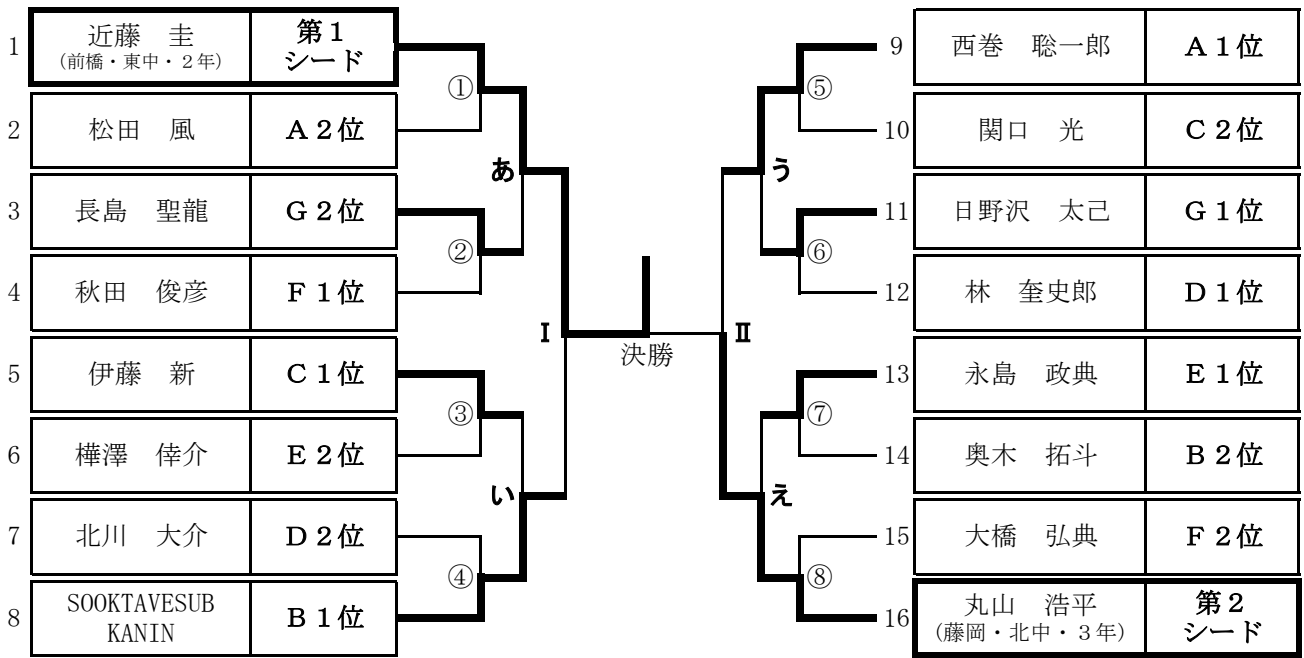 1 近藤　圭 第１
(前橋・東中・２年) シード
①
2 松田　風 Ａ２位
あ
3 長島　聖龍 Ｇ２位
②
4 秋田　俊彦 Ｆ１位
Ⅰ
5 伊藤　新 Ｃ１位
③
6 樺澤　倖介 Ｅ２位
い
7 北川　大介 Ｄ２位
④
8 SOOKTAVESUB Ｂ１位
KANIN
決勝
9 西巻　聡一郎 Ａ１位
⑤
10 関口　光 Ｃ２位
う
11 日野沢　太己 Ｇ１位
⑥
12 林　奎史郎 Ｄ１位
Ⅱ
13 永島　政典 Ｅ１位
⑦
14 奥木　拓斗 Ｂ２位
え
15 大橋　弘典 Ｆ２位
⑧
16 丸山　浩平 第２
(藤岡・北中・３年) シード